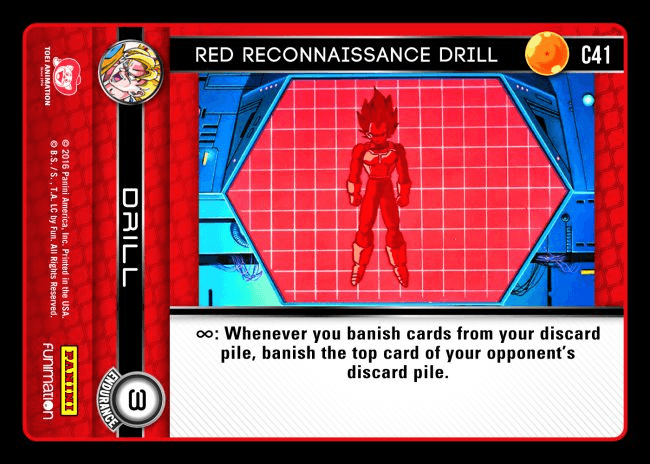 RED RECONNAISSANCE DRILL
C41
TOEI ANIMATION
© 2016 Panini America, Inc. Printed in the USA.
© B.S. / S., T.A. LC by Fun. All Rights Reserved.
DRILL
∞: Whenever you banish cards from your discard
pile, banish the top card of your opponent's
discard pile.
PANINI
FUNIMATION
ENDURANCE
3